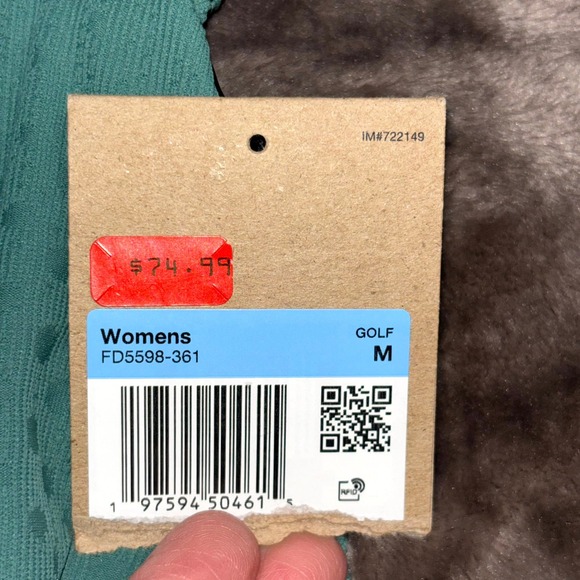 IM#722149
$74.99
Womens
FD5598-361
GOLF
M
1 97594 50461 5
RFID